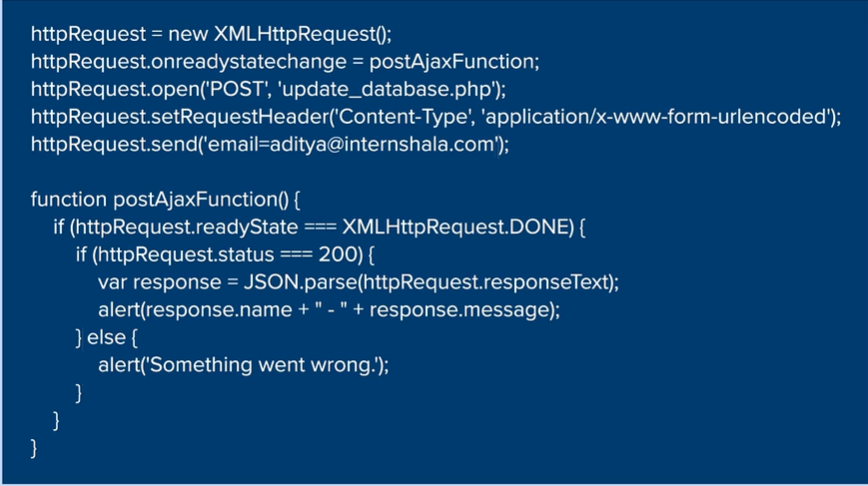 httpRequest = new XMLHttpRequest();
httpRequest.onreadystatechange = postAjaxFunction;
httpRequest.open('POST', 'update_database.php');
httpRequest.setRequestHeader('Content-Type', 'application/x-www-form-urlencoded');
httpRequest.send('email=aditya@internshala.com');

function postAjaxFunction() {
  if (httpRequest.readyState === XMLHttpRequest.DONE) {
    if (httpRequest.status === 200) {
      var response = JSON.parse(httpRequest.responseText);
      alert(response.name + " - " + response.message);
    } else {
      alert('Something went wrong.');
    }
  }
}